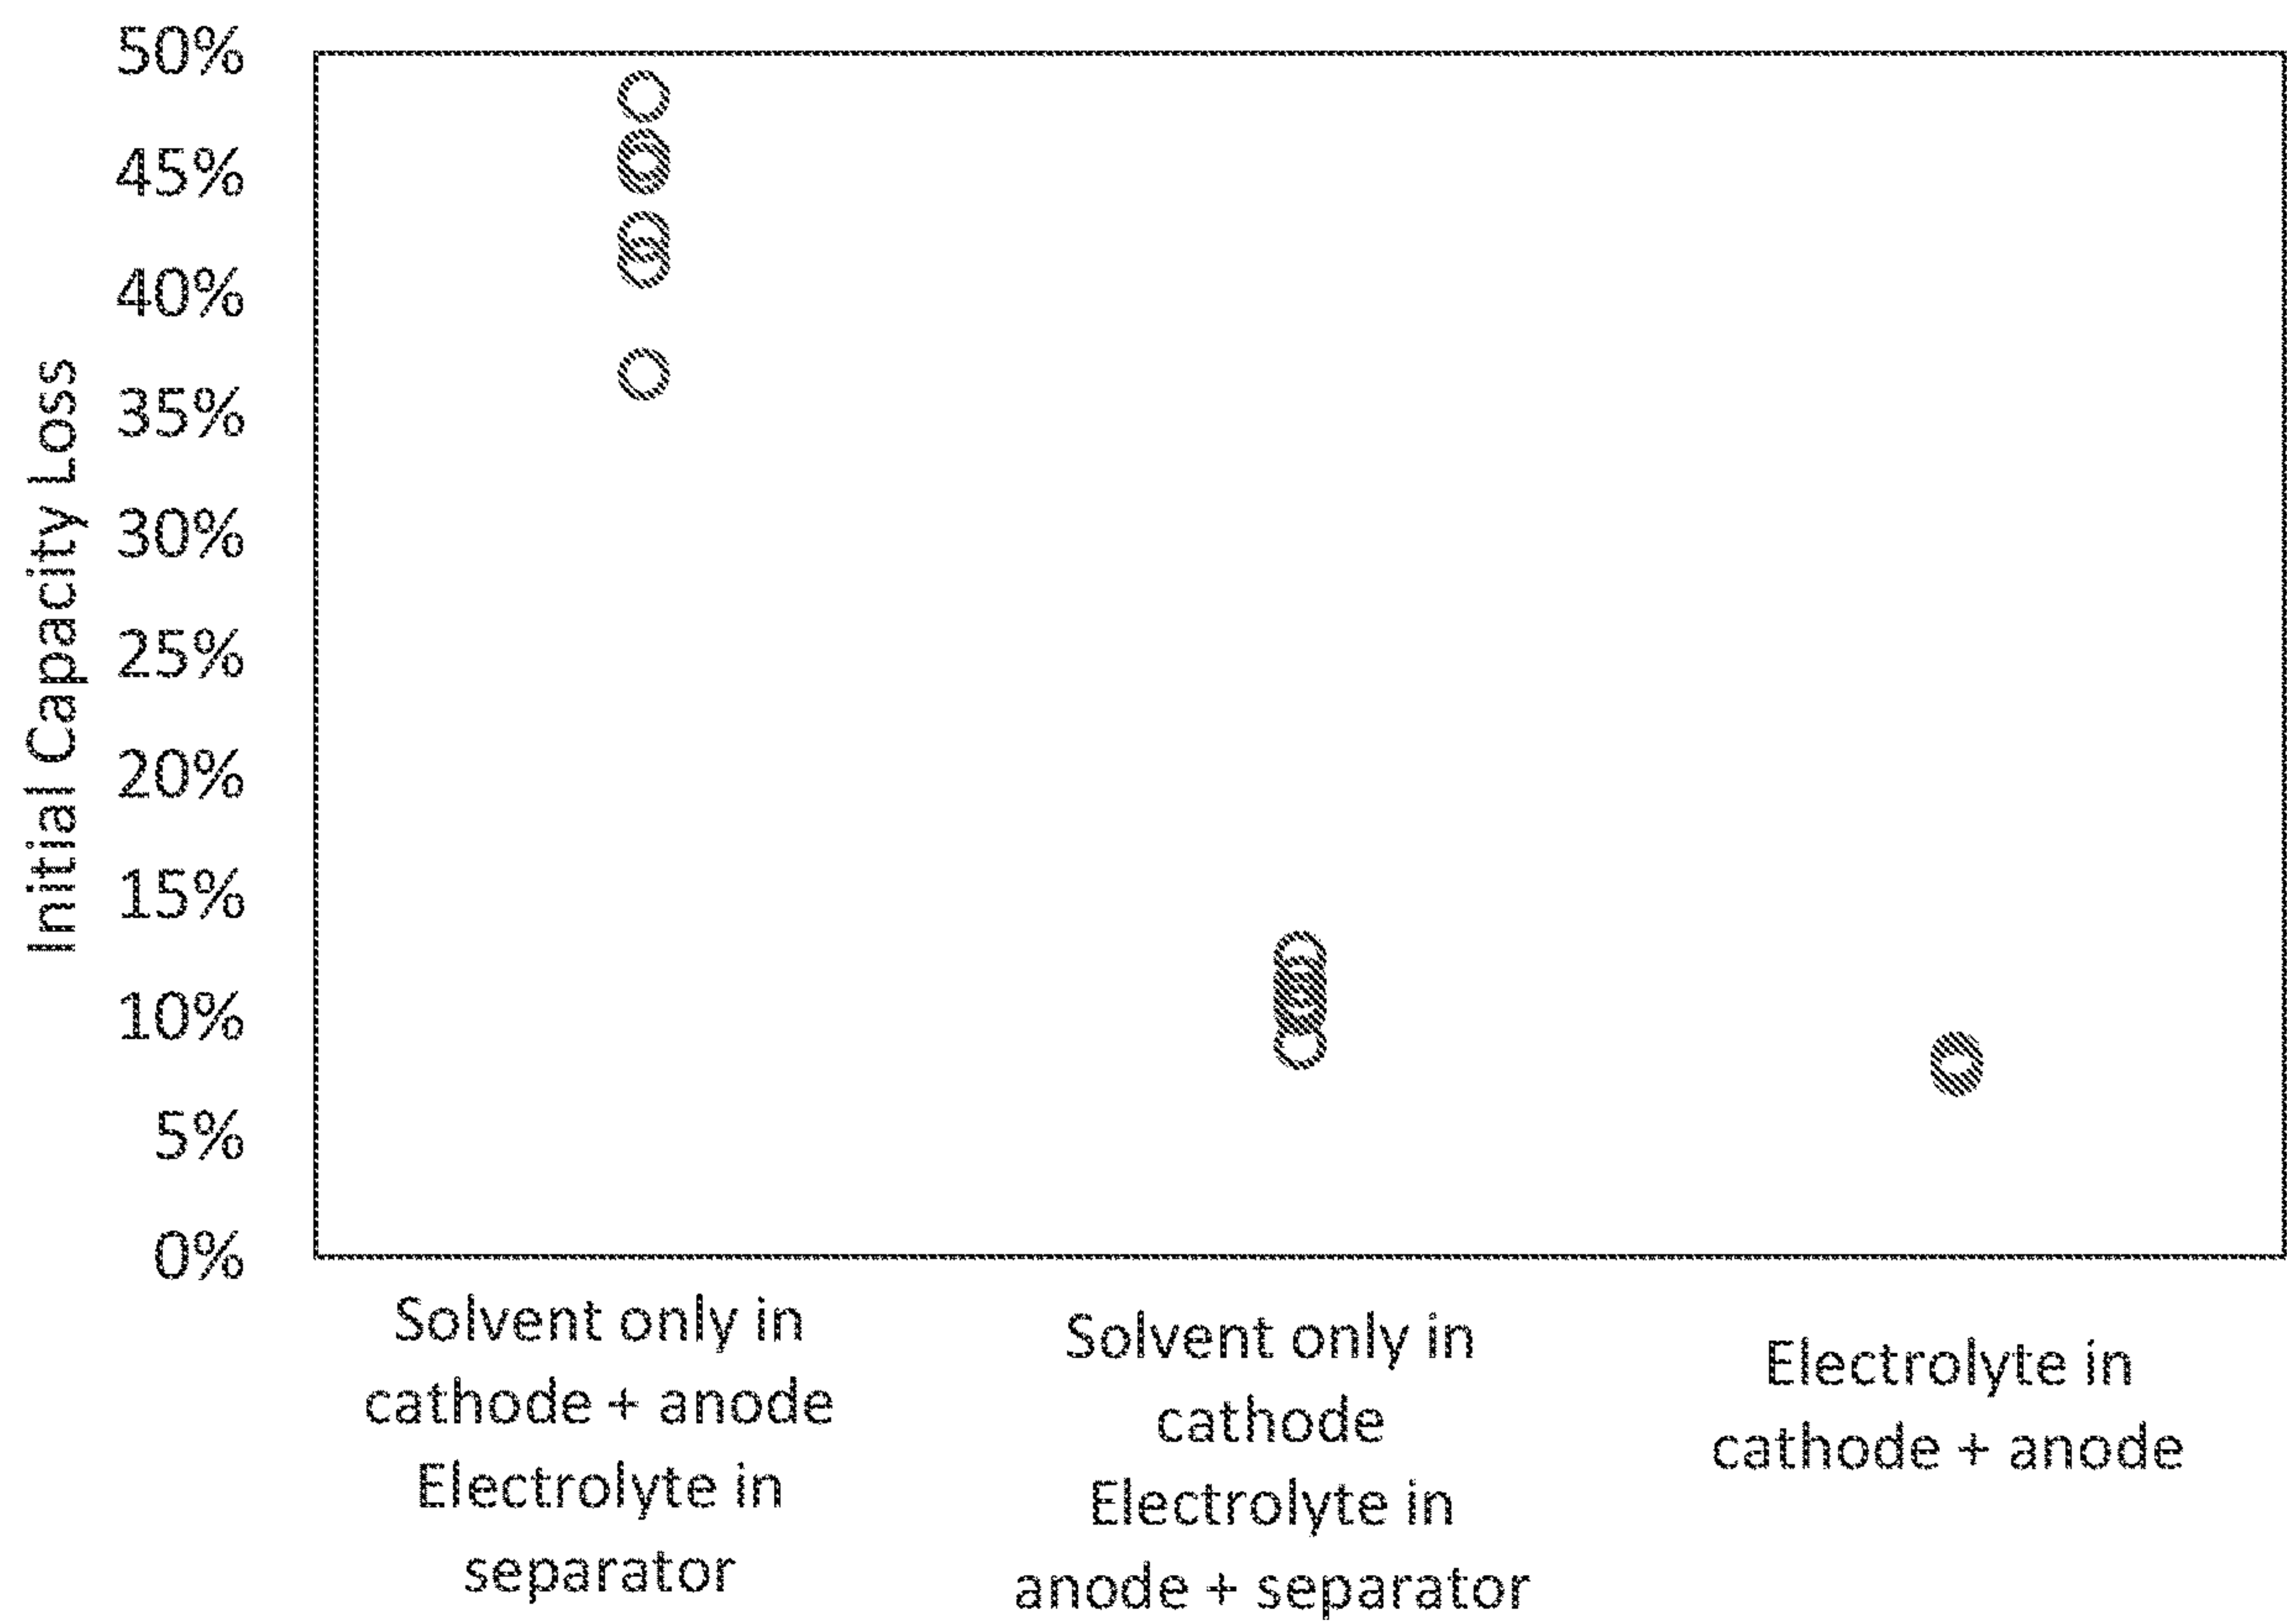 50%
45%
40%
35%
30%
25%
20%
15%
10%
5%
0%
Initial Capacity Loss
Solvent only in
cathode + anode
Electrolyte in
separator
Solvent only in
cathode
Electrolyte in
anode + separator
Electrolyte in
cathode + anode